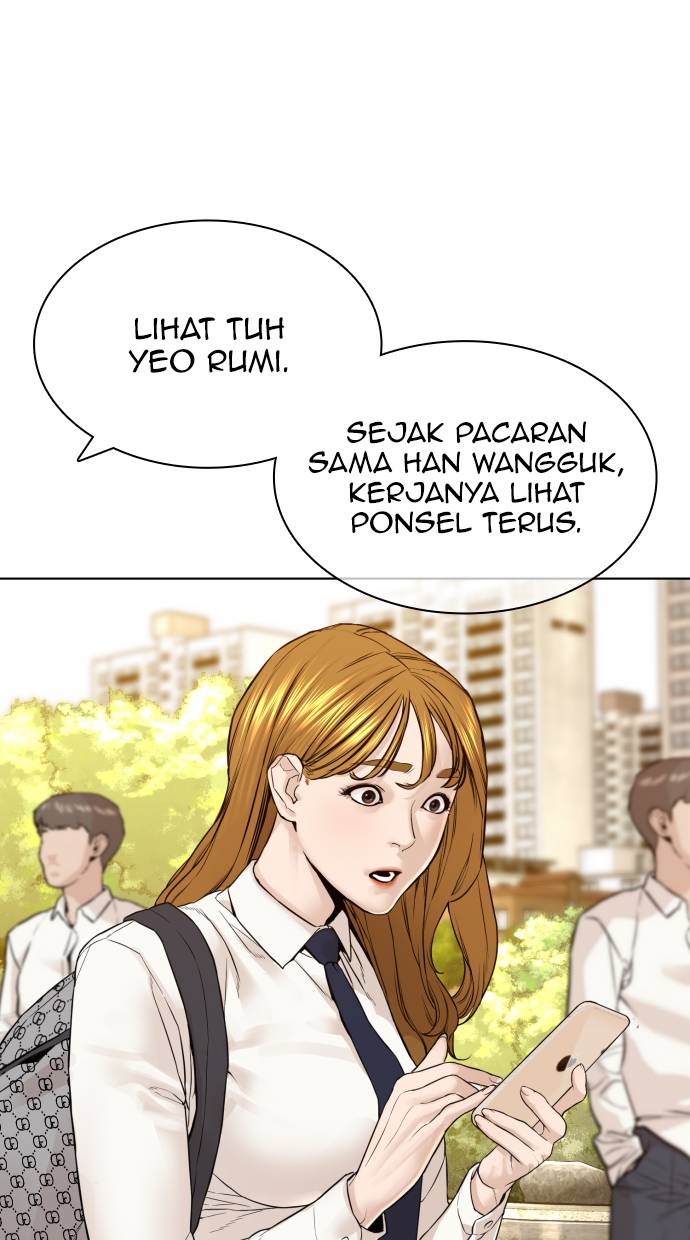 LIHAT TUH
YEO RUMI.
SEJAK PACARAN
SAMA HAN WANGGUK,
KERJANYA LIHAT
PONSEL TERUS.